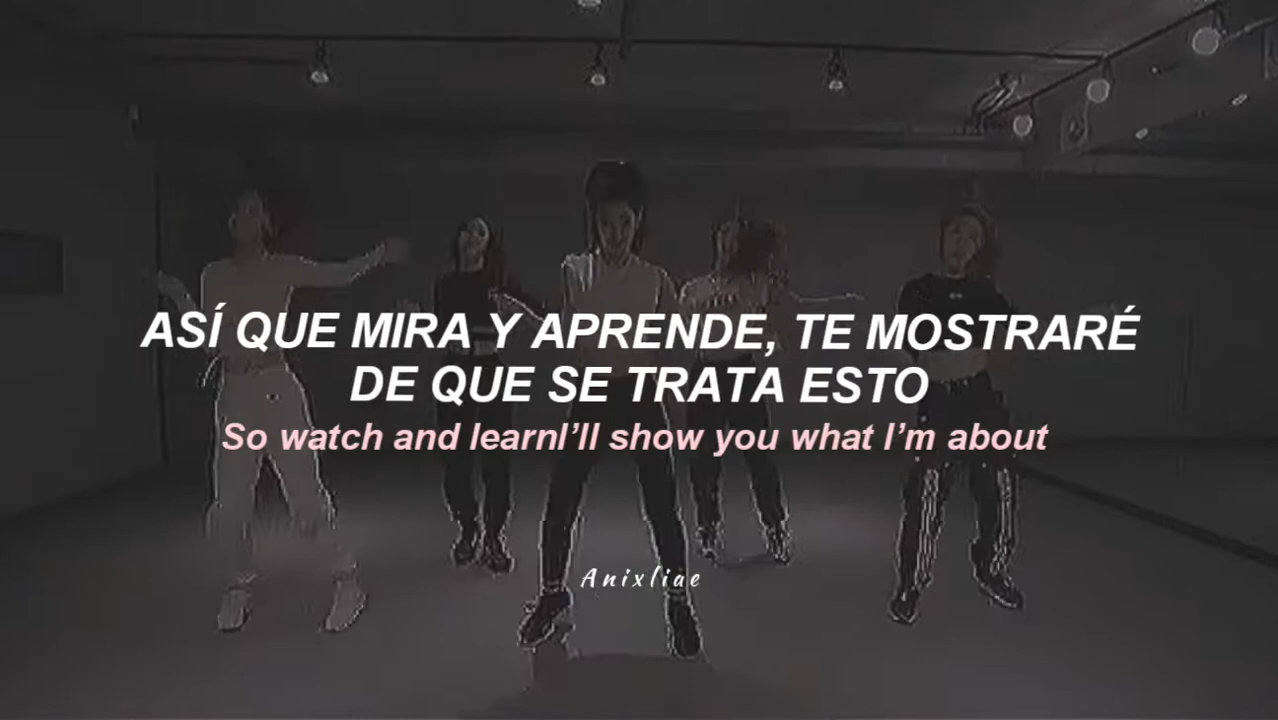 ASÍ QUE MIRA Y APRENDE, TE MOSTRARÉ
DE QUE SE TRATA ESTO
So watch and learnI'll show you what I'm about
Anixliae